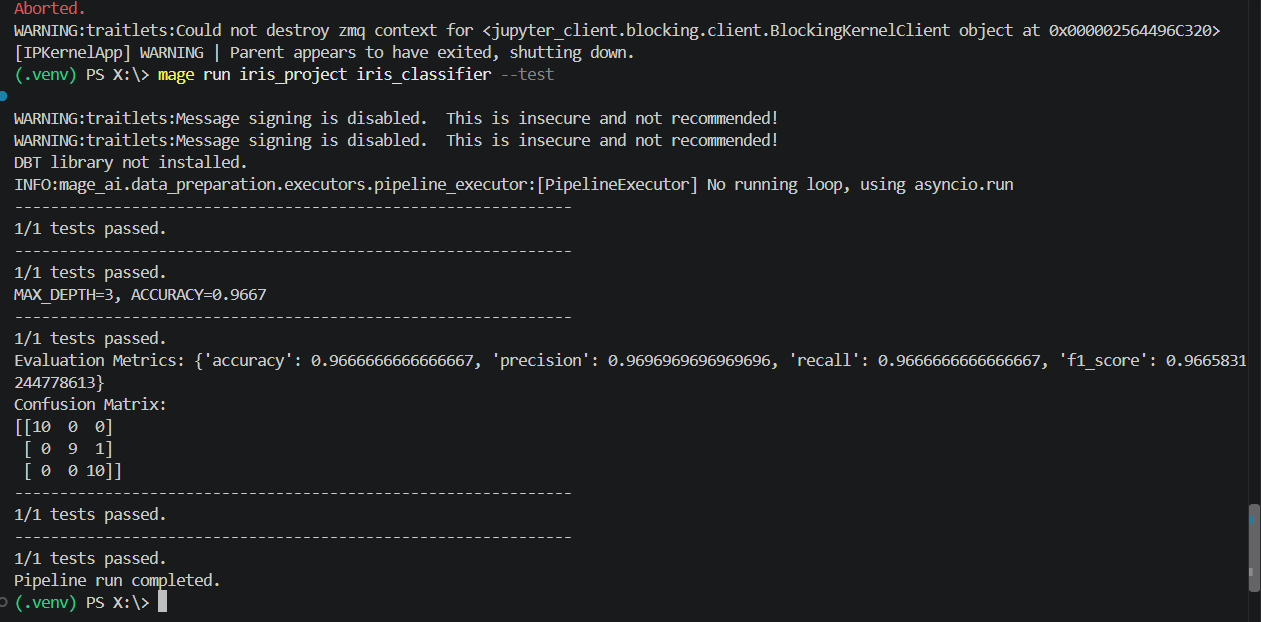 Aborted.
WARNING:traitlets:Could not destroy zmq context for <jupyter_client.blocking.client.BlockingKernelClient object at 0x000002564496C320>
[IPKernelApp] WARNING | Parent appears to have exited, shutting down.
(.venv) PS X:\> mage run iris_project iris_classifier --test
WARNING:traitlets:Message signing is disabled.  This is insecure and not recommended!
WARNING:traitlets:Message signing is disabled.  This is insecure and not recommended!
DBT library not installed.
INFO:mage_ai.data_preparation.executors.pipeline_executor:[PipelineExecutor] No running loop, using asyncio.run
--------------------------------------------------------------
1/1 tests passed.
--------------------------------------------------------------
1/1 tests passed.
MAX_DEPTH=3, ACCURACY=0.9667
--------------------------------------------------------------
1/1 tests passed.
Evaluation Metrics: {'accuracy': 0.9666666666666667, 'precision': 0.9696969696969696, 'recall': 0.9666666666666667, 'f1_score': 0.9665831
244778613}
Confusion Matrix:
[[10  0  0]
 [ 0  9  1]
 [ 0  0 10]]
--------------------------------------------------------------
1/1 tests passed.
--------------------------------------------------------------
1/1 tests passed.
Pipeline run completed.
(.venv) PS X:\>